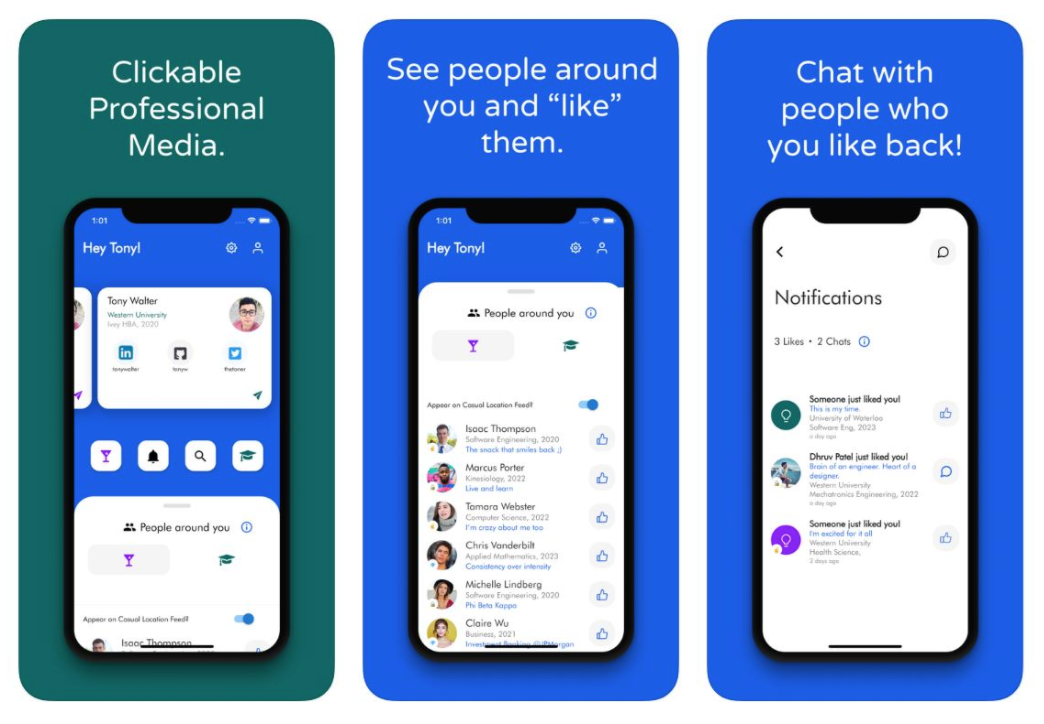 Clickable
Professional
Media.
1:01
Hey Tony!
Tony Walter
Western University
Ivey HBA, 2020
in
tonywalter
tonyw
thetoner
People around you
Appear on Casual Location Feed?
Isaac Thompson
See people around
you and “like”
them.
1:01
Hey Tony!
People around you
Appear on Casual Location Feed?
Isaac Thompson
Software Engineering, 2020
The snack that smiles back ;)
Marcus Porter
Kinesiology, 2022
Live and learn
Tamara Webster
Computer Science, 2022
I'm crazy about me too
Chris Vanderbilt
Applied Mathematics, 2023
Consistency over intensity
Michelle Lindberg
Software Engineering, 2020
Phi Beta Kappa
Claire Wu
Business, 2021
Investment Banking @JPMorgan
Chat with
people who
you like back!
Notifications
3 Likes • 2 Chats
Someone just liked you!
This is my time.
University of Waterloo
Software Eng, 2023
a day ago
Dhruv Patel just liked you!
Brain of an engineer. Heart of a
designer.
Western University
Mechatronics Engineering, 2022
a day ago
Someone just liked you!
I'm excited for it all
Western University
Health Science,
2 days ago